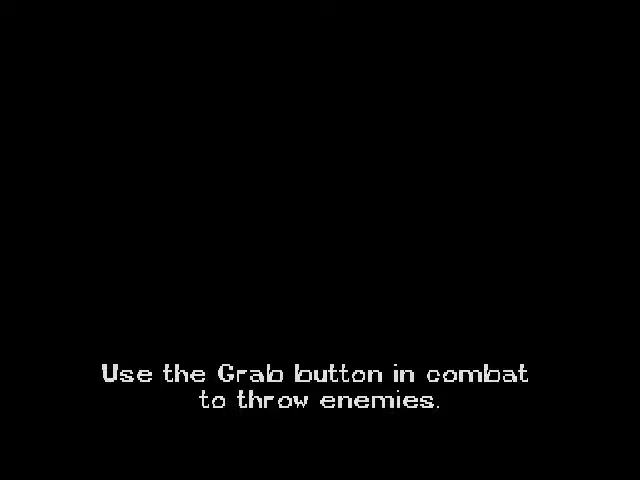 Use the Grab button in combat
to throw enemies.